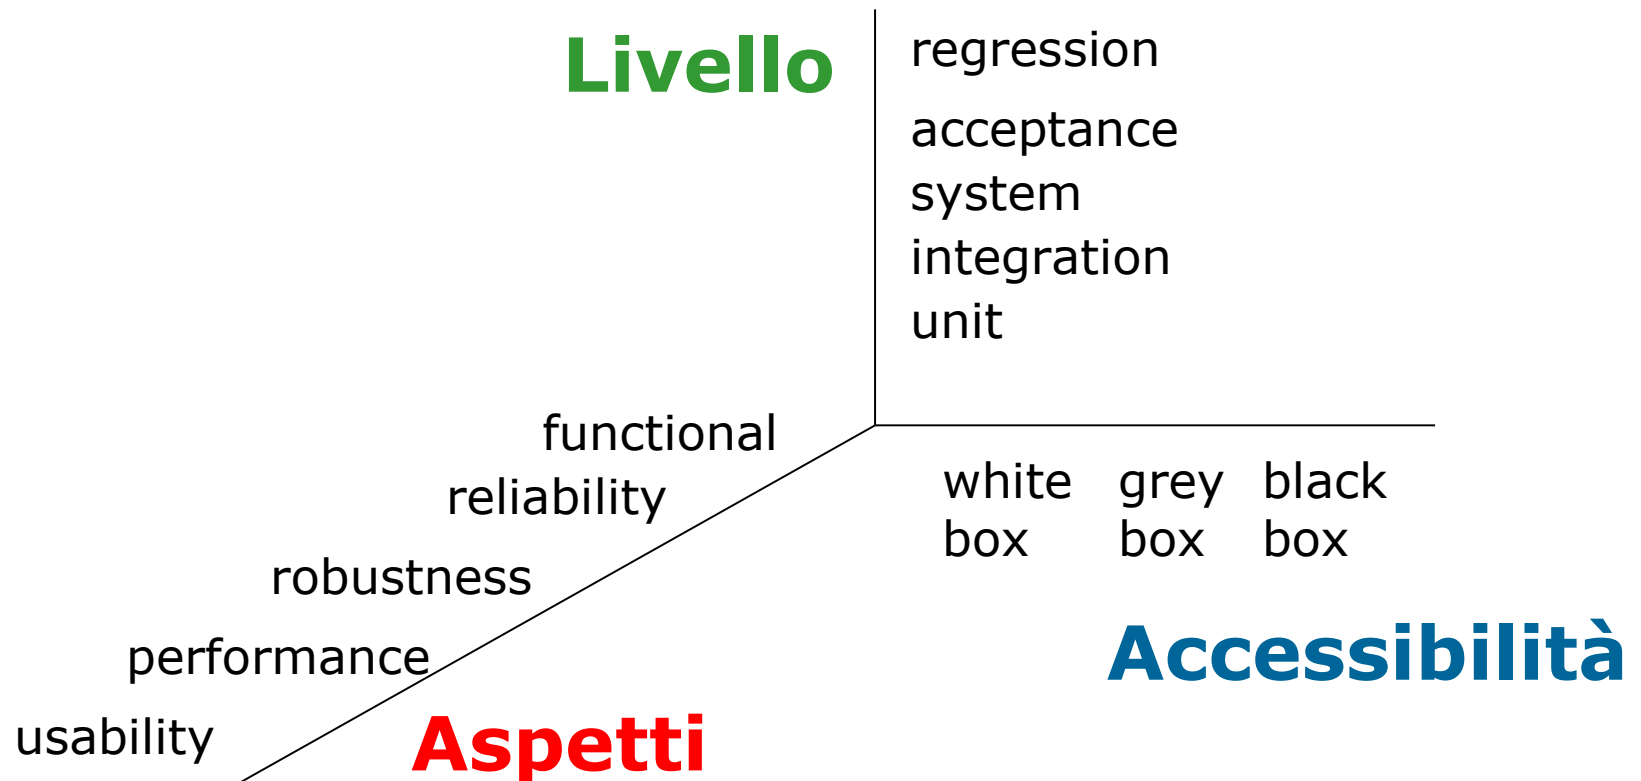 Livello
regression
acceptance
system
integration
unit
functional
reliability
robustness
performance
usability
Aspetti
white grey black
box box box
Accessibilità